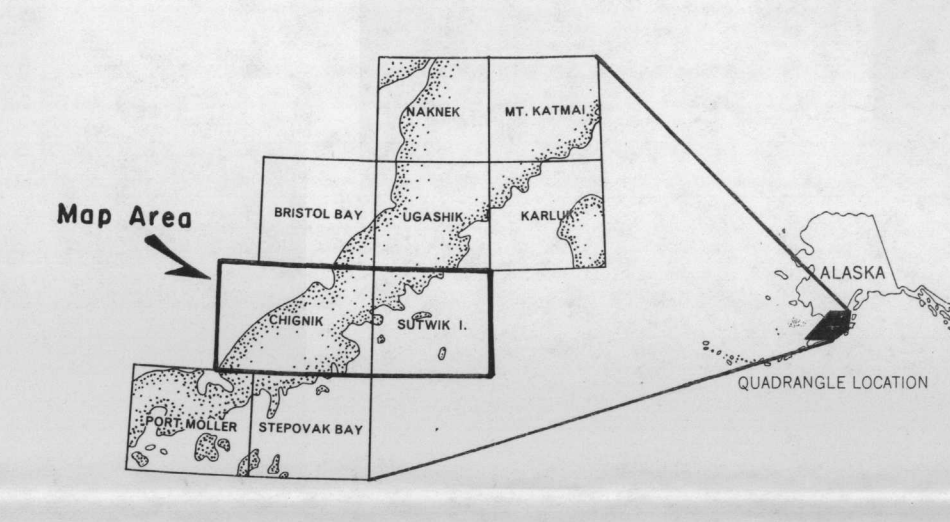 NAKNEK
MT. KATMAI
BRISTOL BAY
UGASHIK
KARLUK
Map Area
ALASKA
CHIGNIK
SUTWIK I.
QUADRANGLE LOCATION
PORT MOLLER
STEPOVAK BAY